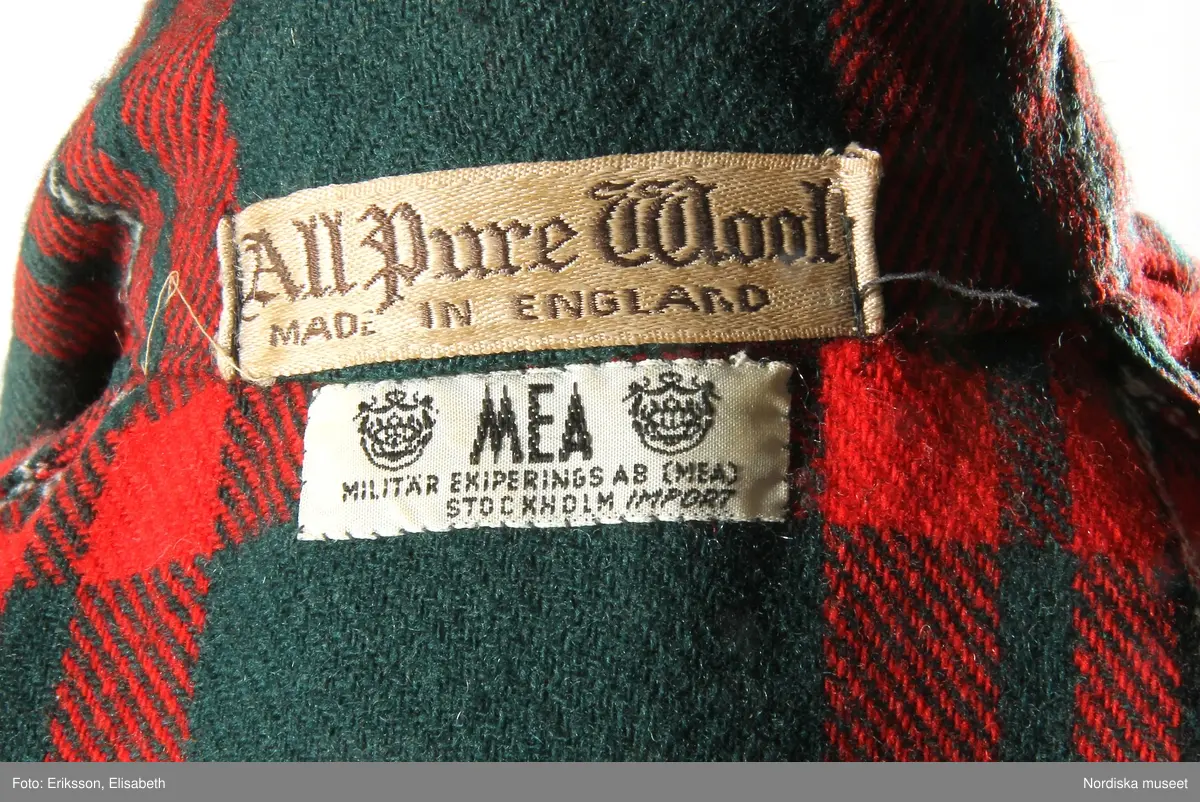 All Pure Wool
MADE IN ENGLAND
MEA
MILITÄR EKIPERINGS AB (MEA)
STOCKHOLM IMPORT
Foto: Eriksson, Elisabeth
Nordiska museet